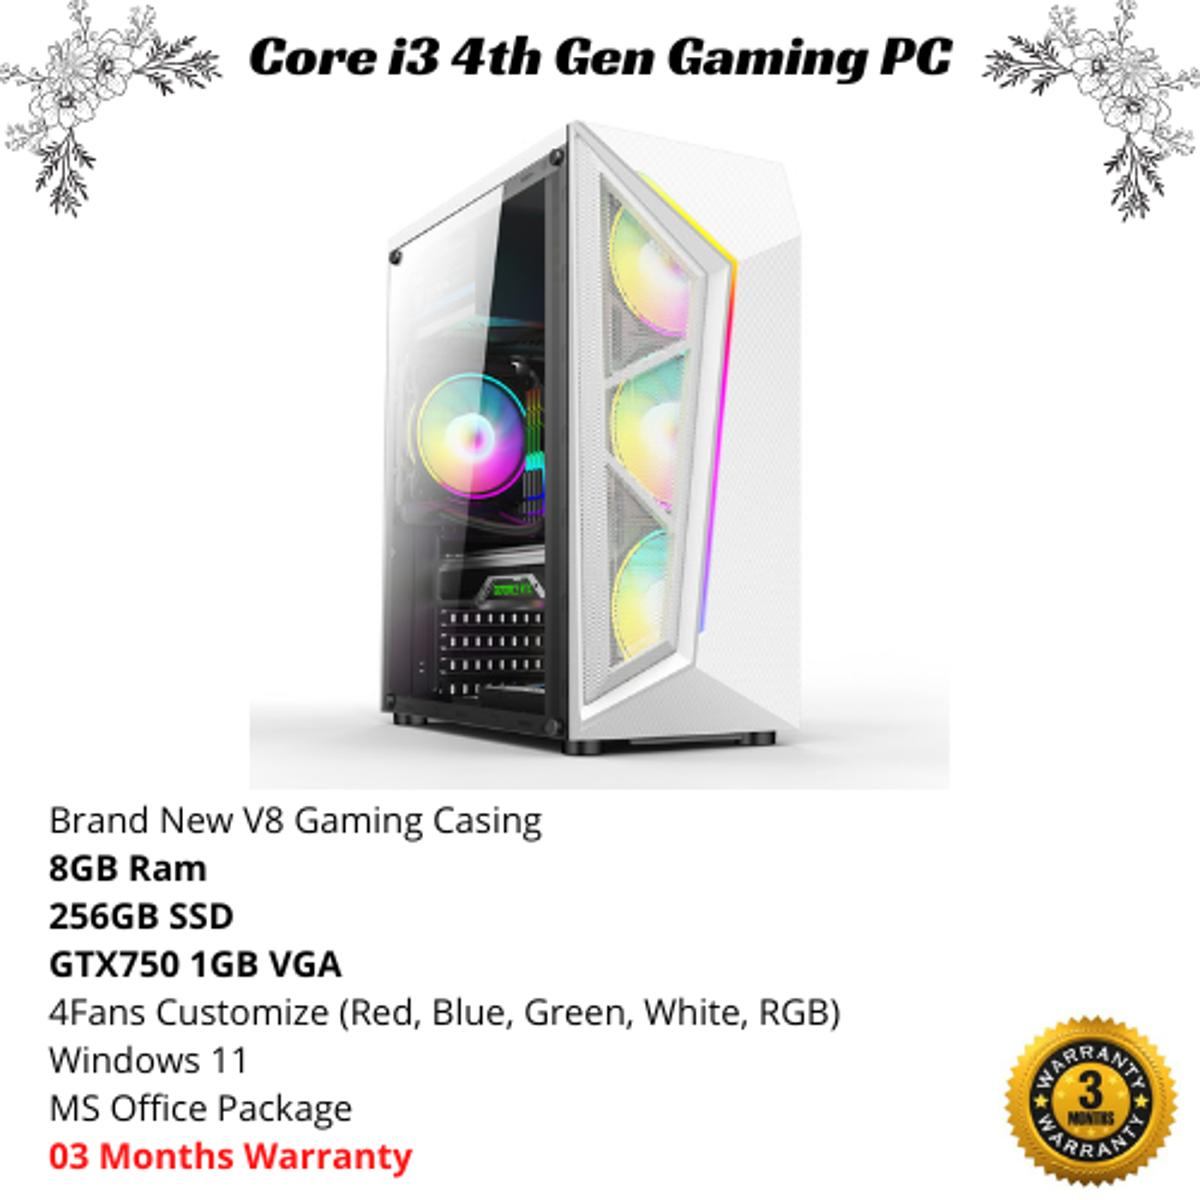 Core i3 4th Gen Gaming PC
Brand New V8 Gaming Casing
8GB Ram
256GB SSD
GTX750 1GB VGA
4Fans Customize (Red, Blue, Green, White, RGB)
Windows 11
MS Office Package
03 Months Warranty
WARRANTY
3
MONTHS
WARRANTY